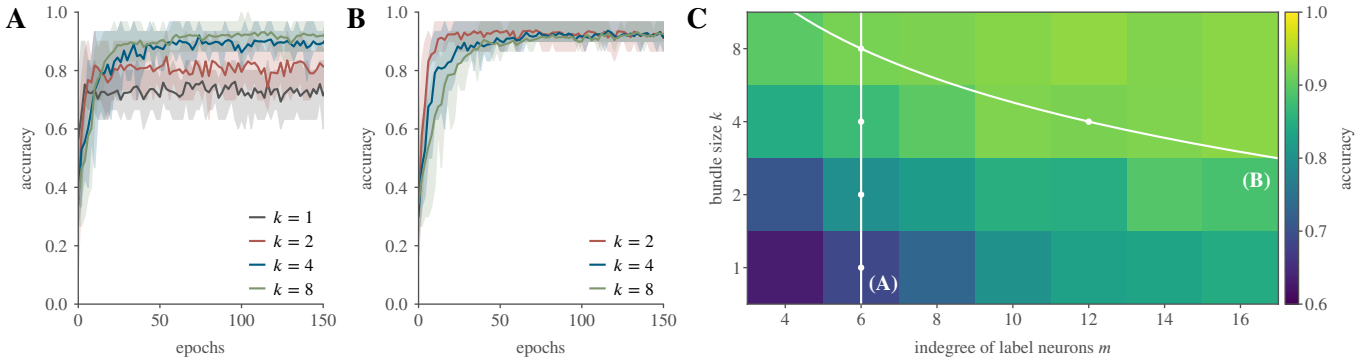 A
1.0
0.8
0.6
0.4
0.2
0.0
accuracy
0
50
100
150
epochs
k = 1
k = 2
k = 4
k = 8
B
1.0
0.8
0.6
0.4
0.2
0.0
accuracy
0
50
100
150
epochs
k = 2
k = 4
k = 8
C
8
4
2
1
bundle size k
(A)
(B)
4
6
8
10
12
14
16
indegree of label neurons m
1.0
0.9
0.8
0.7
0.6
accuracy